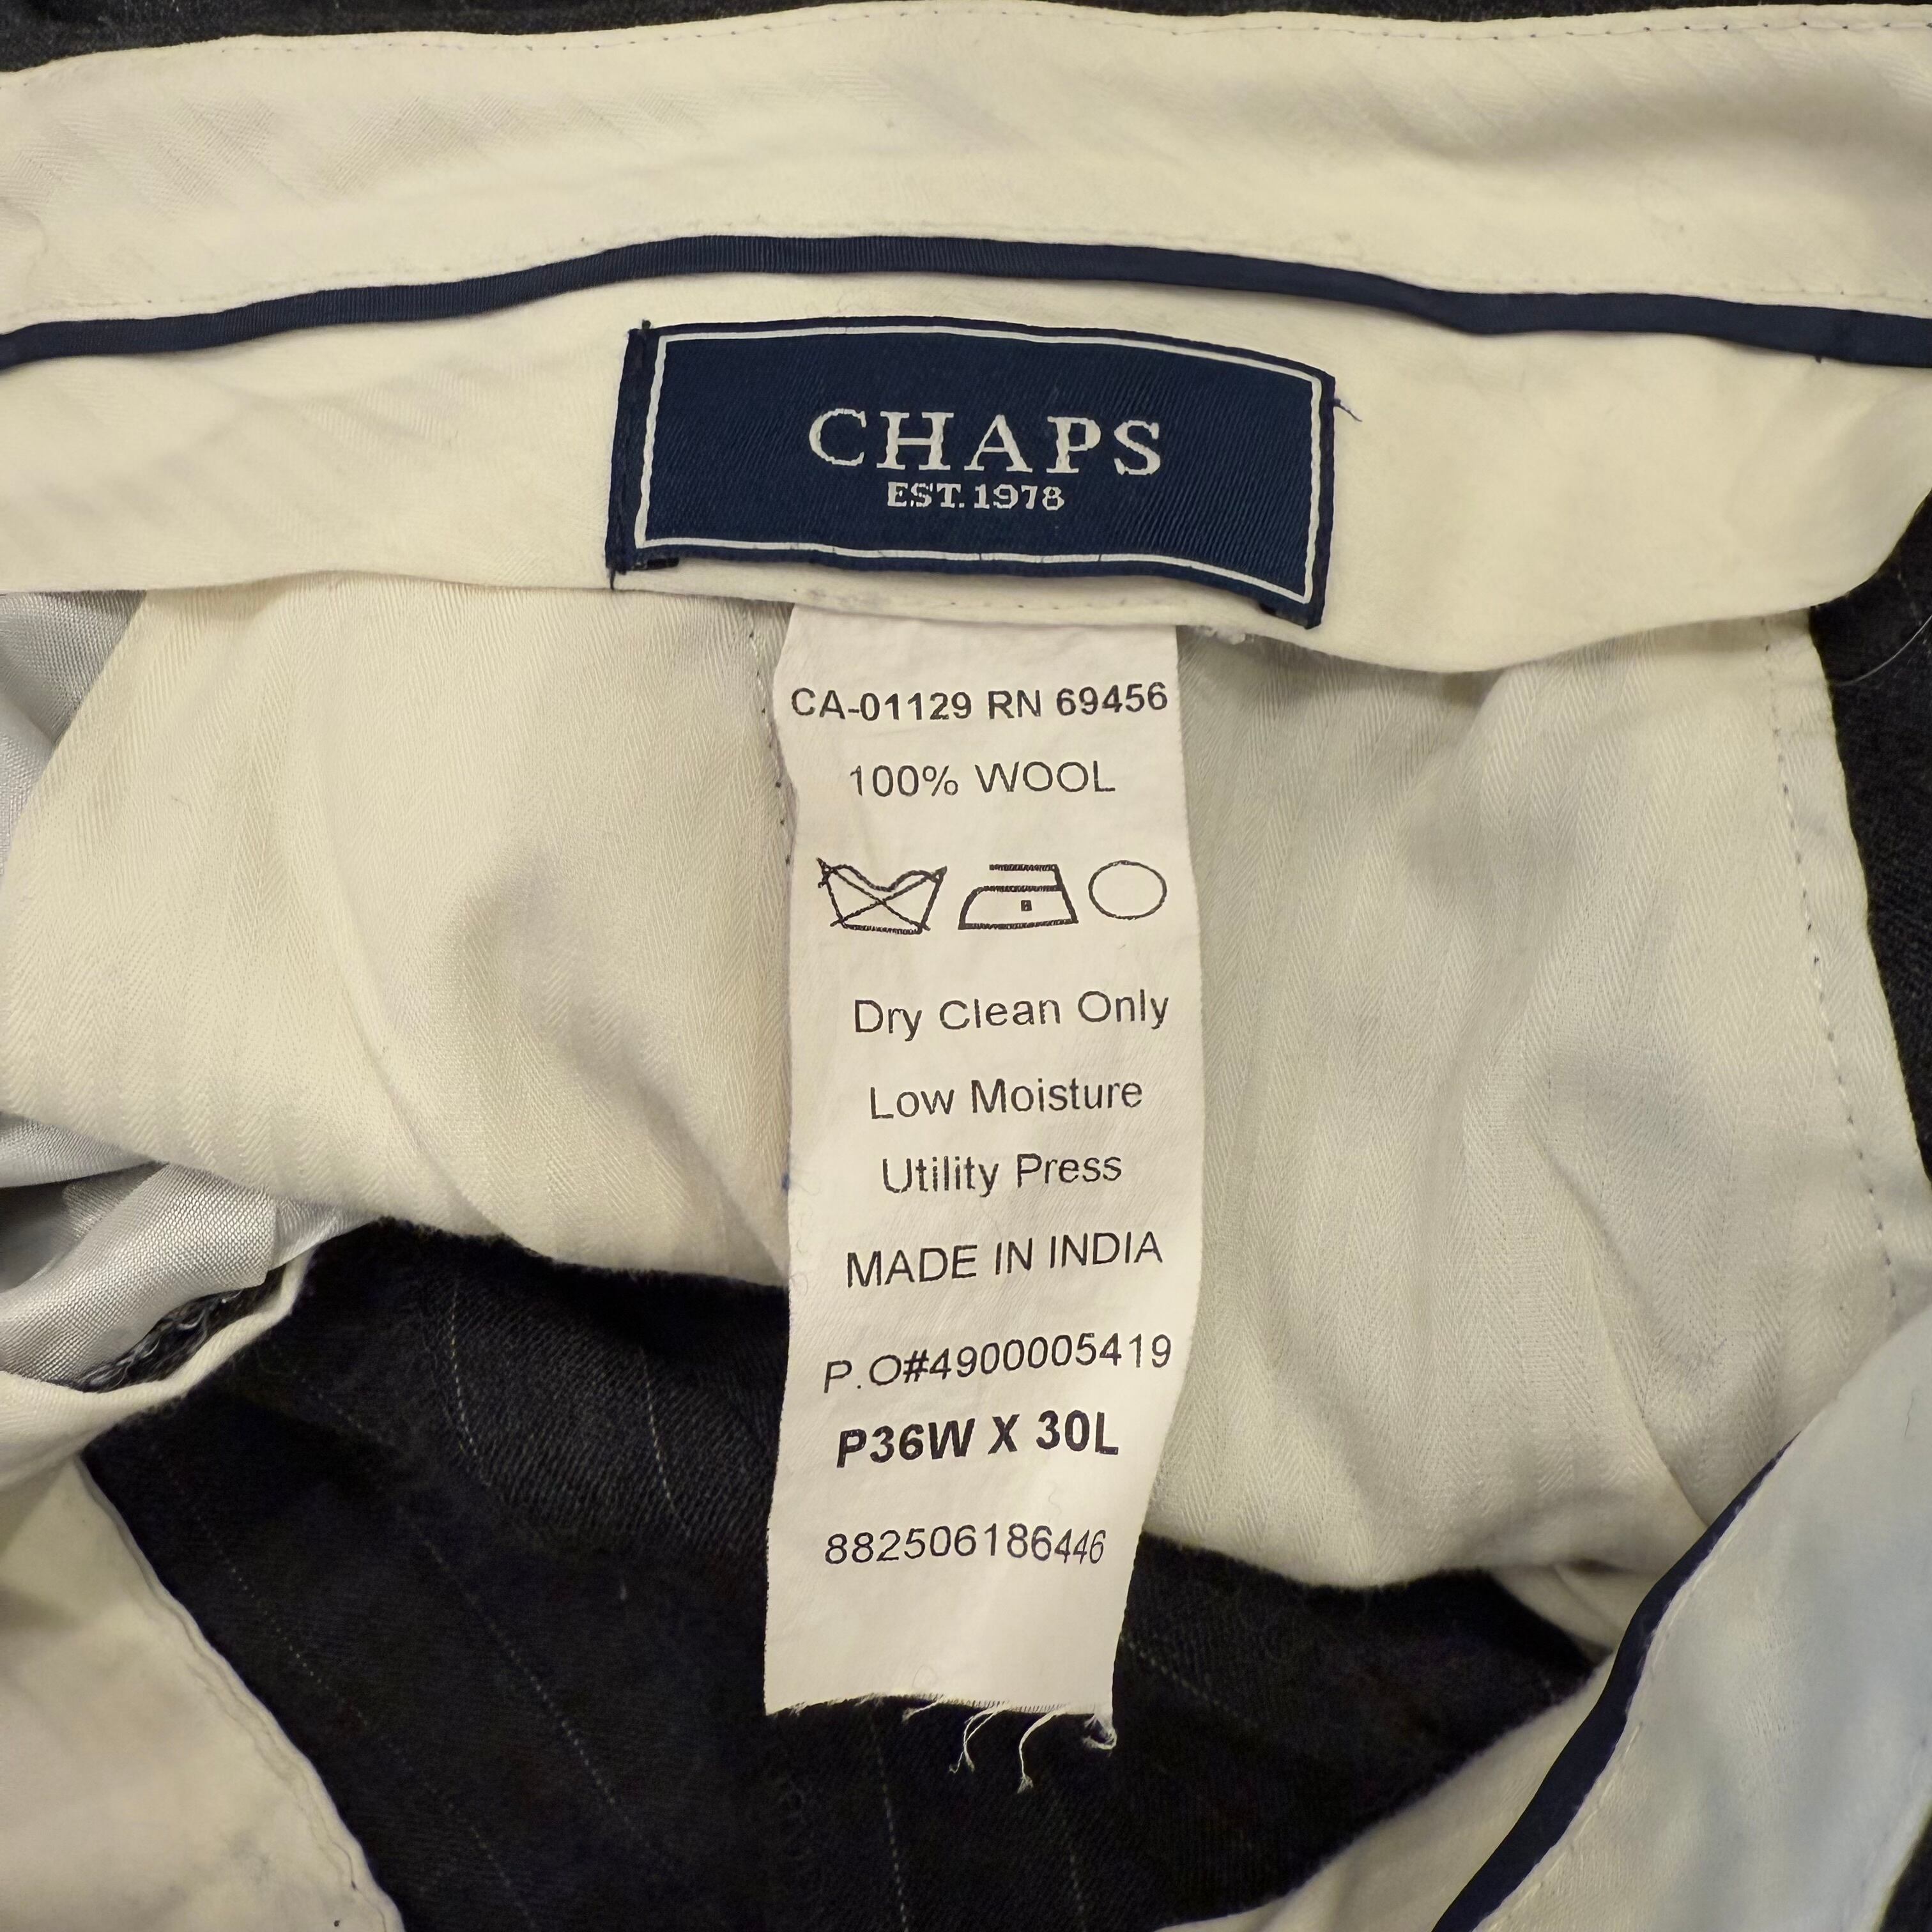 CHAPS
EST. 1978
CA-01129 RN 69456
100% WOOL
Dry Clean Only
Low Moisture
Utility Press
MADE IN INDIA
P.O#4900005419
P36W X 30L
882506186446